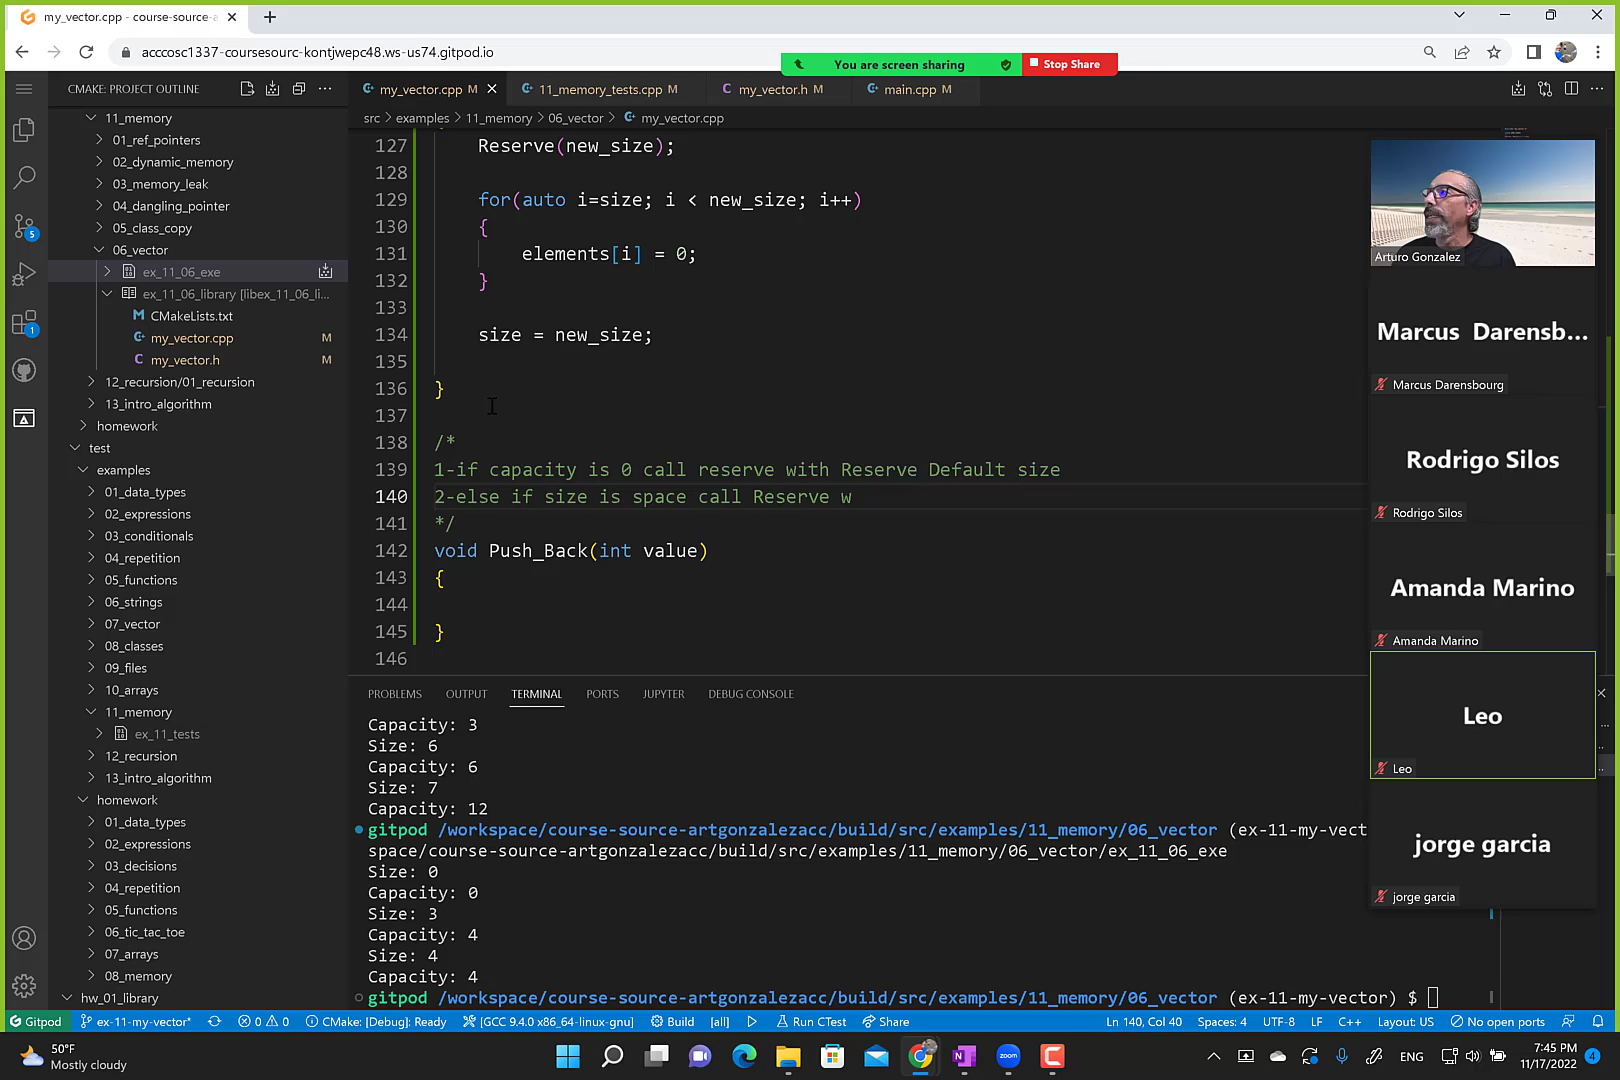 my_vector.cpp - course-source-a
acccosc1337-coursesourc-kontjwepc48.ws-us74.gitpod.io
You are screen sharing
Stop Share
CMAKE: PROJECT OUTLINE
my_vector.cpp M
11_memory_tests.cpp M
my_vector.h M
main.cpp M
src > examples > 11_memory > 06_vector > my_vector.cpp
11_memory
01_ref_pointers
02_dynamic_memory
03_memory_leak
04_dangling_pointer
05_class_copy
06_vector
ex_11_06_exe
ex_11_06_library [libex_11_06_li...
CMakeLists.txt
my_vector.cpp M
my_vector.h M
12_recursion/01_recursion
13_intro_algorithm
homework
test
examples
01_data_types
02_expressions
03_conditionals
04_repetition
05_functions
06_strings
07_vector
08_classes
09_files
10_arrays
11_memory
ex_11_tests
12_recursion
13_intro_algorithm
homework
01_data_types
02_expressions
03_decisions
04_repetition
05_functions
06_tic_tac_toe
07_arrays
08_memory
hw_01_library
127 Reserve(new_size);
128
129 for(auto i=size; i < new_size; i++)
130 {
131 elements[i] = 0;
132 }
133
134 size = new_size;
135
136 }
137
138 /*
139 1-if capacity is 0 call reserve with Reserve Default size
140 2-else if size is space call Reserve w
141 */
142 void Push_Back(int value)
143 {
144
145 }
146
PROBLEMS OUTPUT TERMINAL PORTS JUPYTER DEBUG CONSOLE
Capacity: 3
Size: 6
Capacity: 6
Size: 7
Capacity: 12
gitpod /workspace/course-source-artgonzalezacc/build/src/examples/11_memory/06_vector (ex-11-my-vect
space/course-source-artgonzalezacc/build/src/examples/11_memory/06_vector/ex_11_06_exe
Size: 0
Capacity: 0
Size: 3
Capacity: 4
Size: 4
Capacity: 4
gitpod /workspace/course-source-artgonzalezacc/build/src/examples/11_memory/06_vector (ex-11-my-vector) $
Arturo Gonzalez
Marcus Darensb...
Marcus Darensbourg
Rodrigo Silos
Rodrigo Silos
Amanda Marino
Amanda Marino
Leo
Leo
jorge garcia
jorge garcia
5
1
Gitpod ex-11-my-vector* 0 0 CMake: [Debug]: Ready [GCC 9.4.0 x86_64-linux-gnu] Build [all] Run CTest Share Ln 140, Col 40 Spaces: 4 UTF-8 LF C++ Layout: US No open ports
50°F
Mostly cloudy
zoom
ENG
7:45 PM
11/17/2022
4